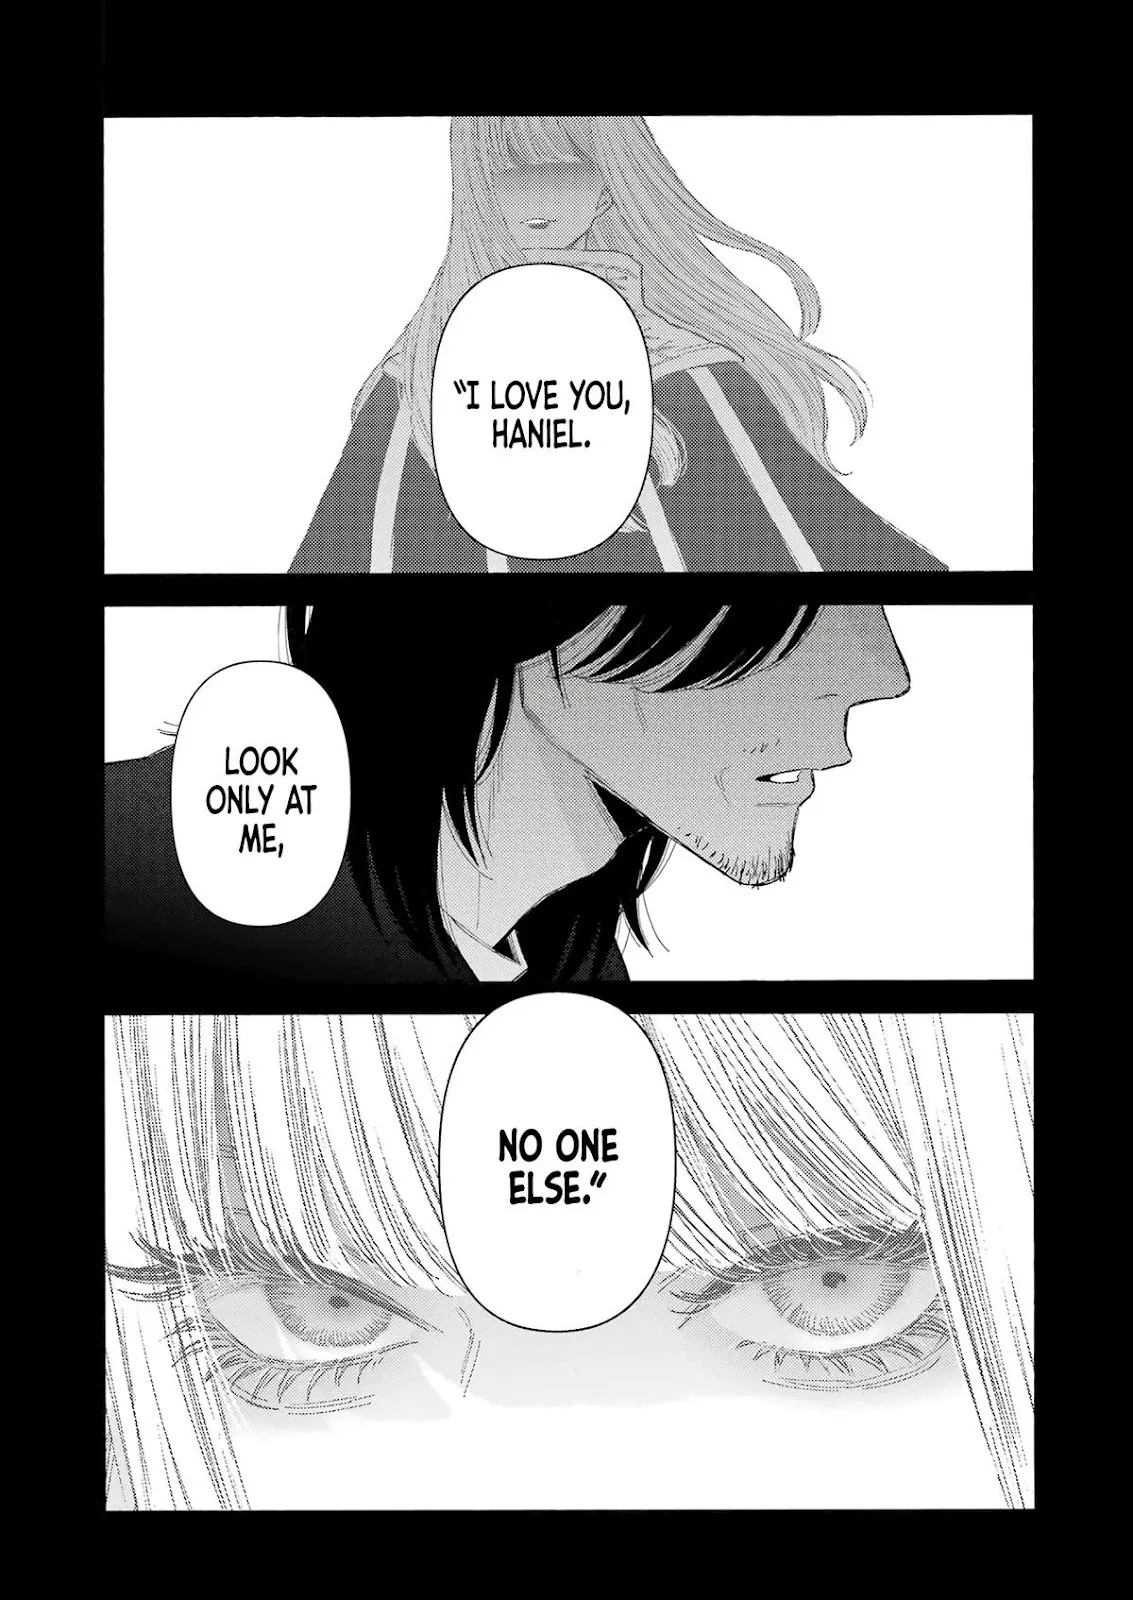 “I LOVE YOU,
HANIEL.
LOOK
ONLY AT
ME,
NO ONE
ELSE.”